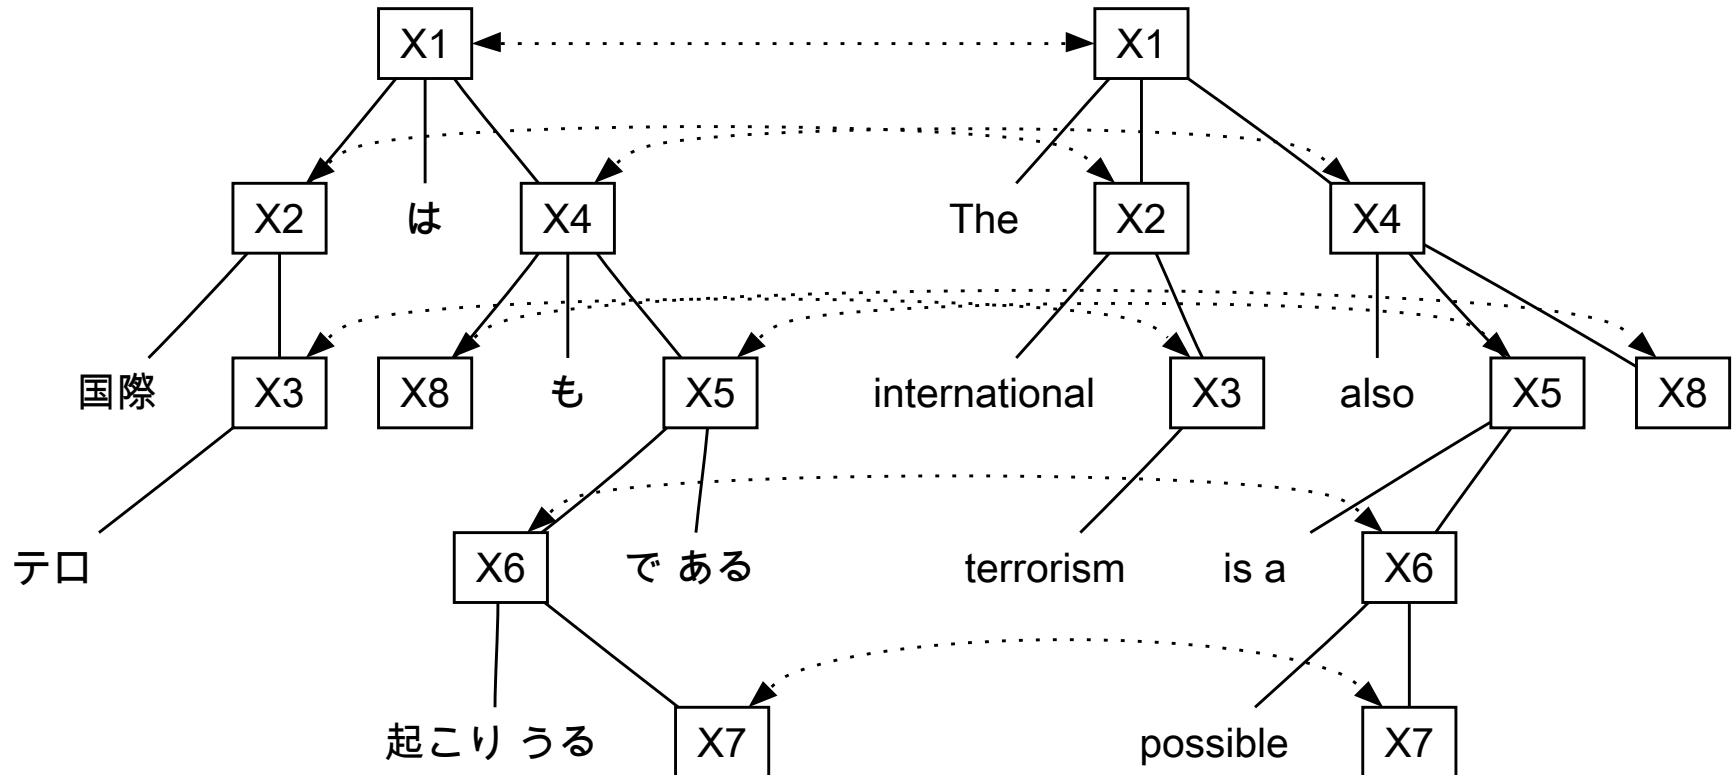 X1 X1
X2 は X4 The X2 X4
国際 X3 X8 も X5 international X3 also X5 X8
テロ X6 で ある terrorism is a X6
起こり うる X7 possible X7